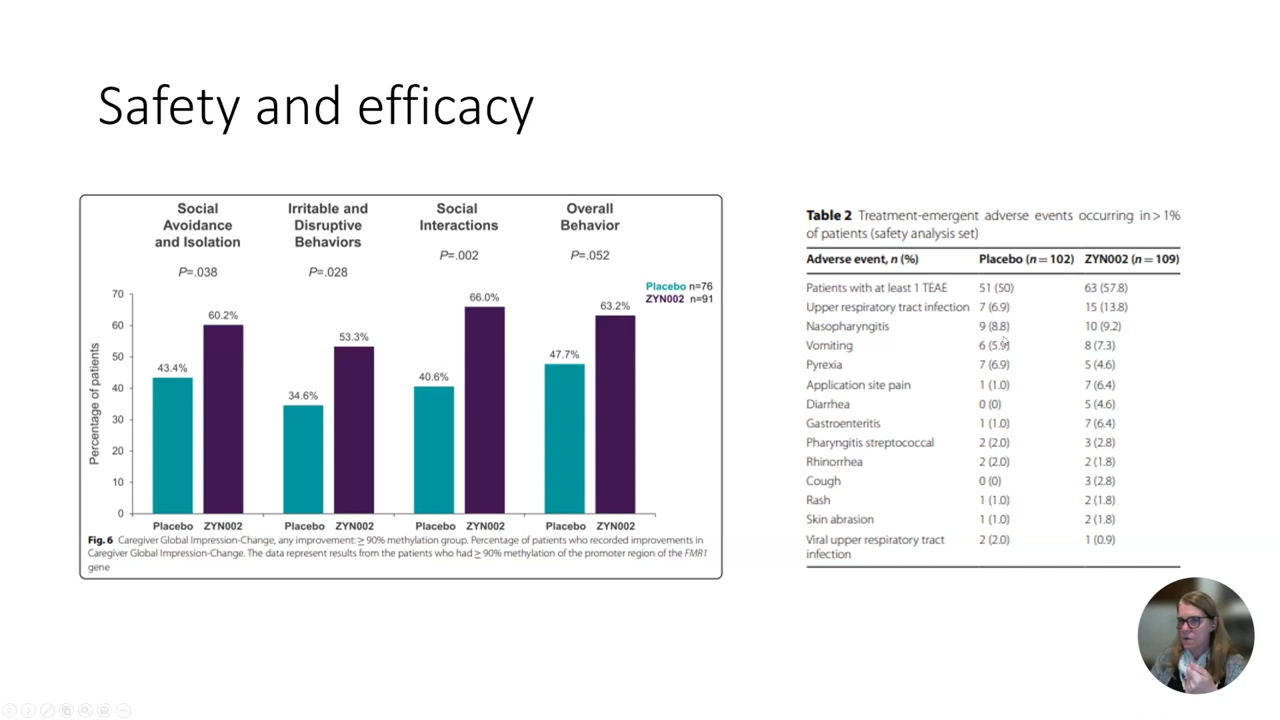 Safety and efficacy
Social Avoidance and Isolation
P=.038
Irritable and Disruptive Behaviors
P=.028
Social Interactions
P=.002
Overall Behavior
P=.052
Placebo n=76
ZYN002 n=91
Percentage of patients
70
60
50
40
30
20
10
0
43.4%
60.2%
34.6%
53.3%
40.6%
66.0%
47.7%
63.2%
Placebo ZYN002 Placebo ZYN002 Placebo ZYN002 Placebo ZYN002
Fig. 6 Caregiver Global Impression-Change, any improvement: ≥ 90% methylation group. Percentage of patients who recorded improvements in
Caregiver Global Impression-Change. The data represent results from the patients who had ≥ 90% methylation of the promoter region of the FMR1
gene
Table 2 Treatment-emergent adverse events occurring in > 1%
of patients (safety analysis set)
Adverse event, n (%) Placebo (n = 102) ZYN002 (n = 109)
Patients with at least 1 TEAE 51 (50) 63 (57.8)
Upper respiratory tract infection 7 (6.9) 15 (13.8)
Nasopharyngitis 9 (8.8) 10 (9.2)
Vomiting 6 (5.9) 8 (7.3)
Pyrexia 7 (6.9) 5 (4.6)
Application site pain 1 (1.0) 7 (6.4)
Diarrhea 0 (0) 5 (4.6)
Gastroenteritis 1 (1.0) 7 (6.4)
Pharyngitis streptococcal 2 (2.0) 3 (2.8)
Rhinorrhea 2 (2.0) 2 (1.8)
Cough 0 (0) 3 (2.8)
Rash 1 (1.0) 2 (1.8)
Skin abrasion 1 (1.0) 2 (1.8)
Viral upper respiratory tract 2 (2.0) 1 (0.9)
infection